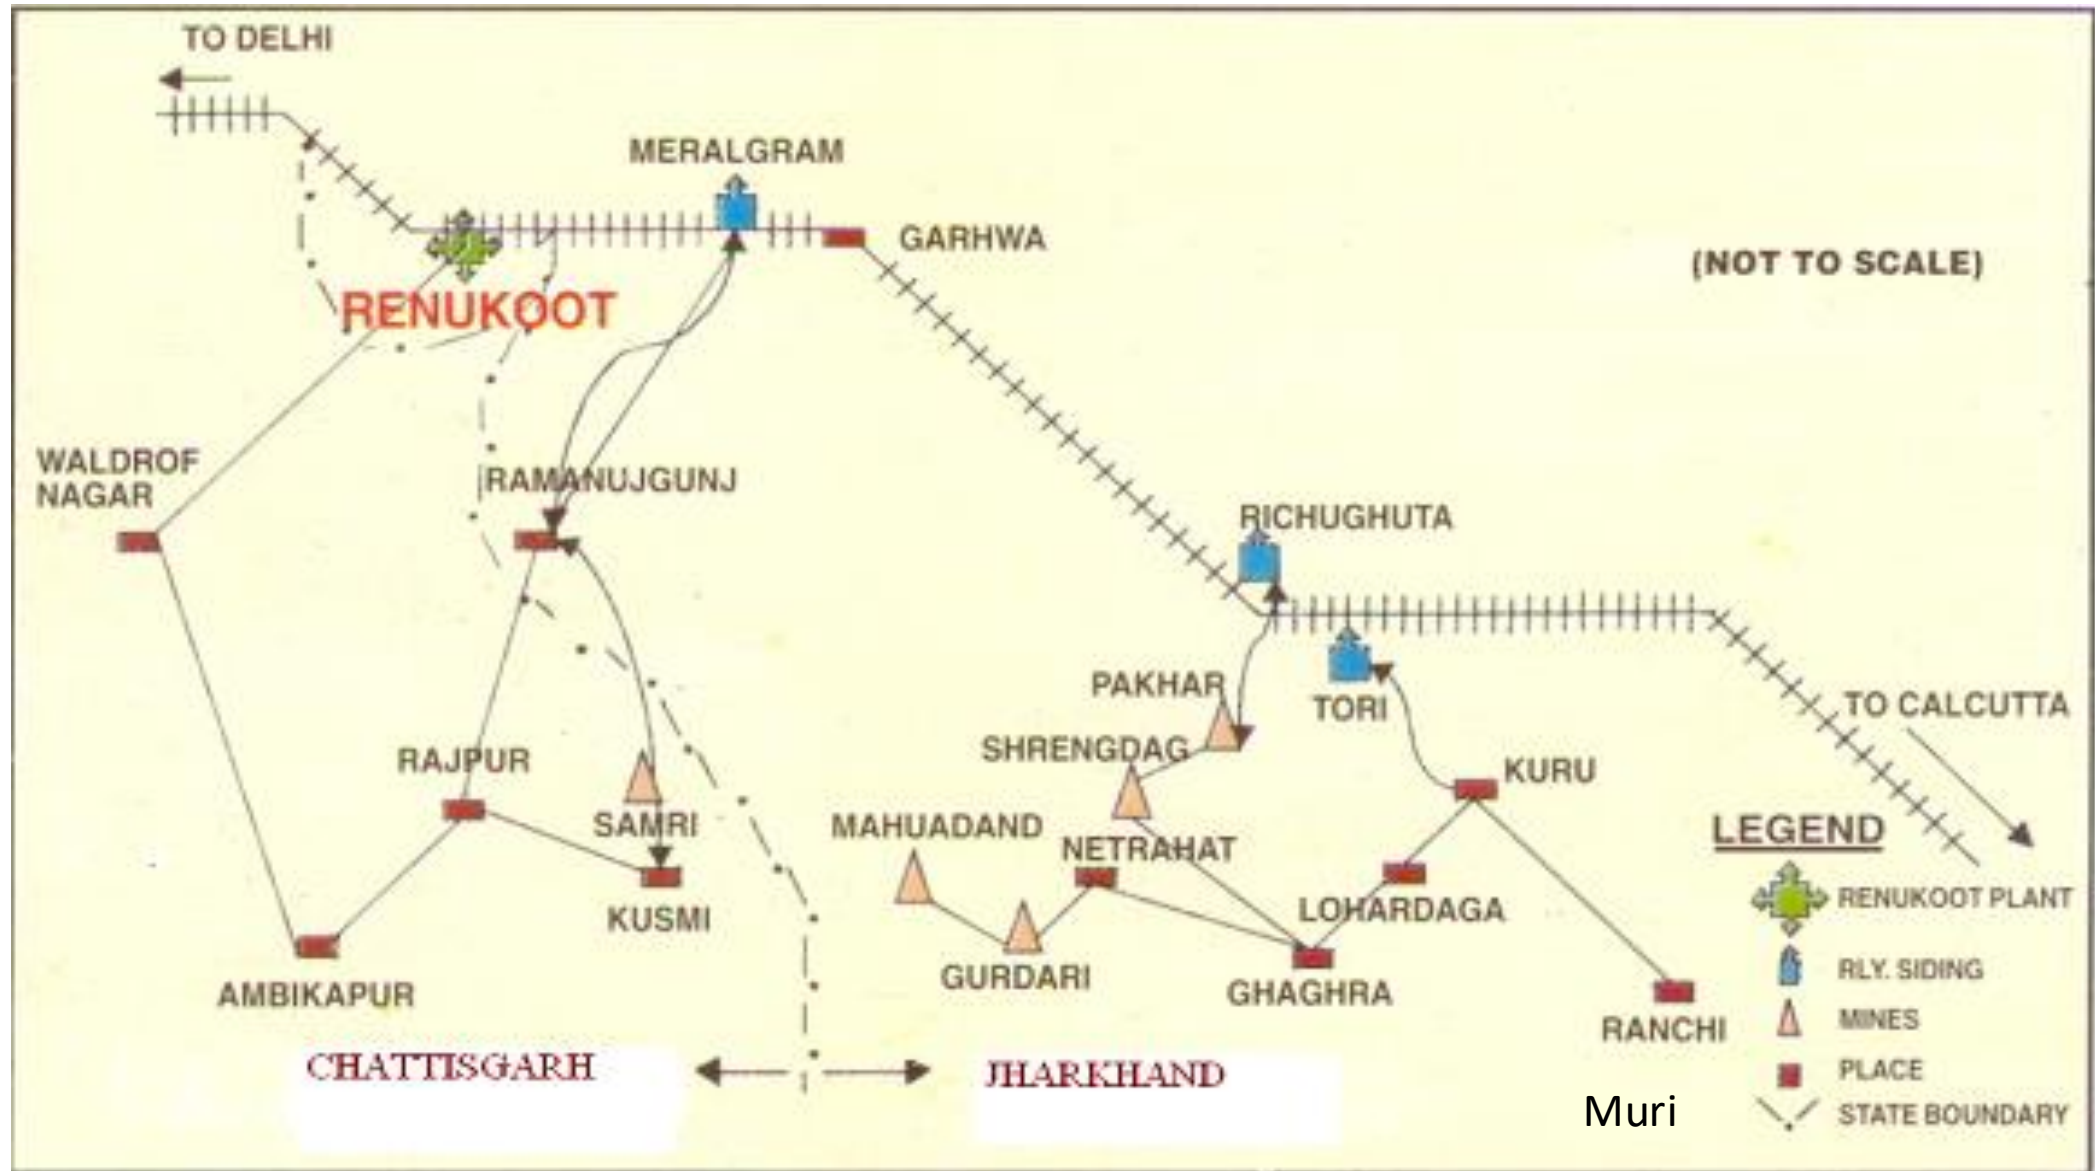 TO DELHI
MERALGRAM
GARHWA
(NOT TO SCALE)
RENUKOOT
WALDROF
NAGAR
RAMANUJGUNJ
RICHUGHUTA
PAKHAR
TORI
TO CALCUTTA
SHRENGDAG
RAJPUR
KURU
SAMRI
MAHUADAND
NETRAHAT
LEGEND
RENUKOOT PLANT
KUSMI
LOHARDAGA
GURDARI
RLY. SIDING
AMBIKAPUR
GHAGHRA
MINES
RANCHI
CHATTISGARH
JHARKHAND
PLACE
Muri
STATE BOUNDARY